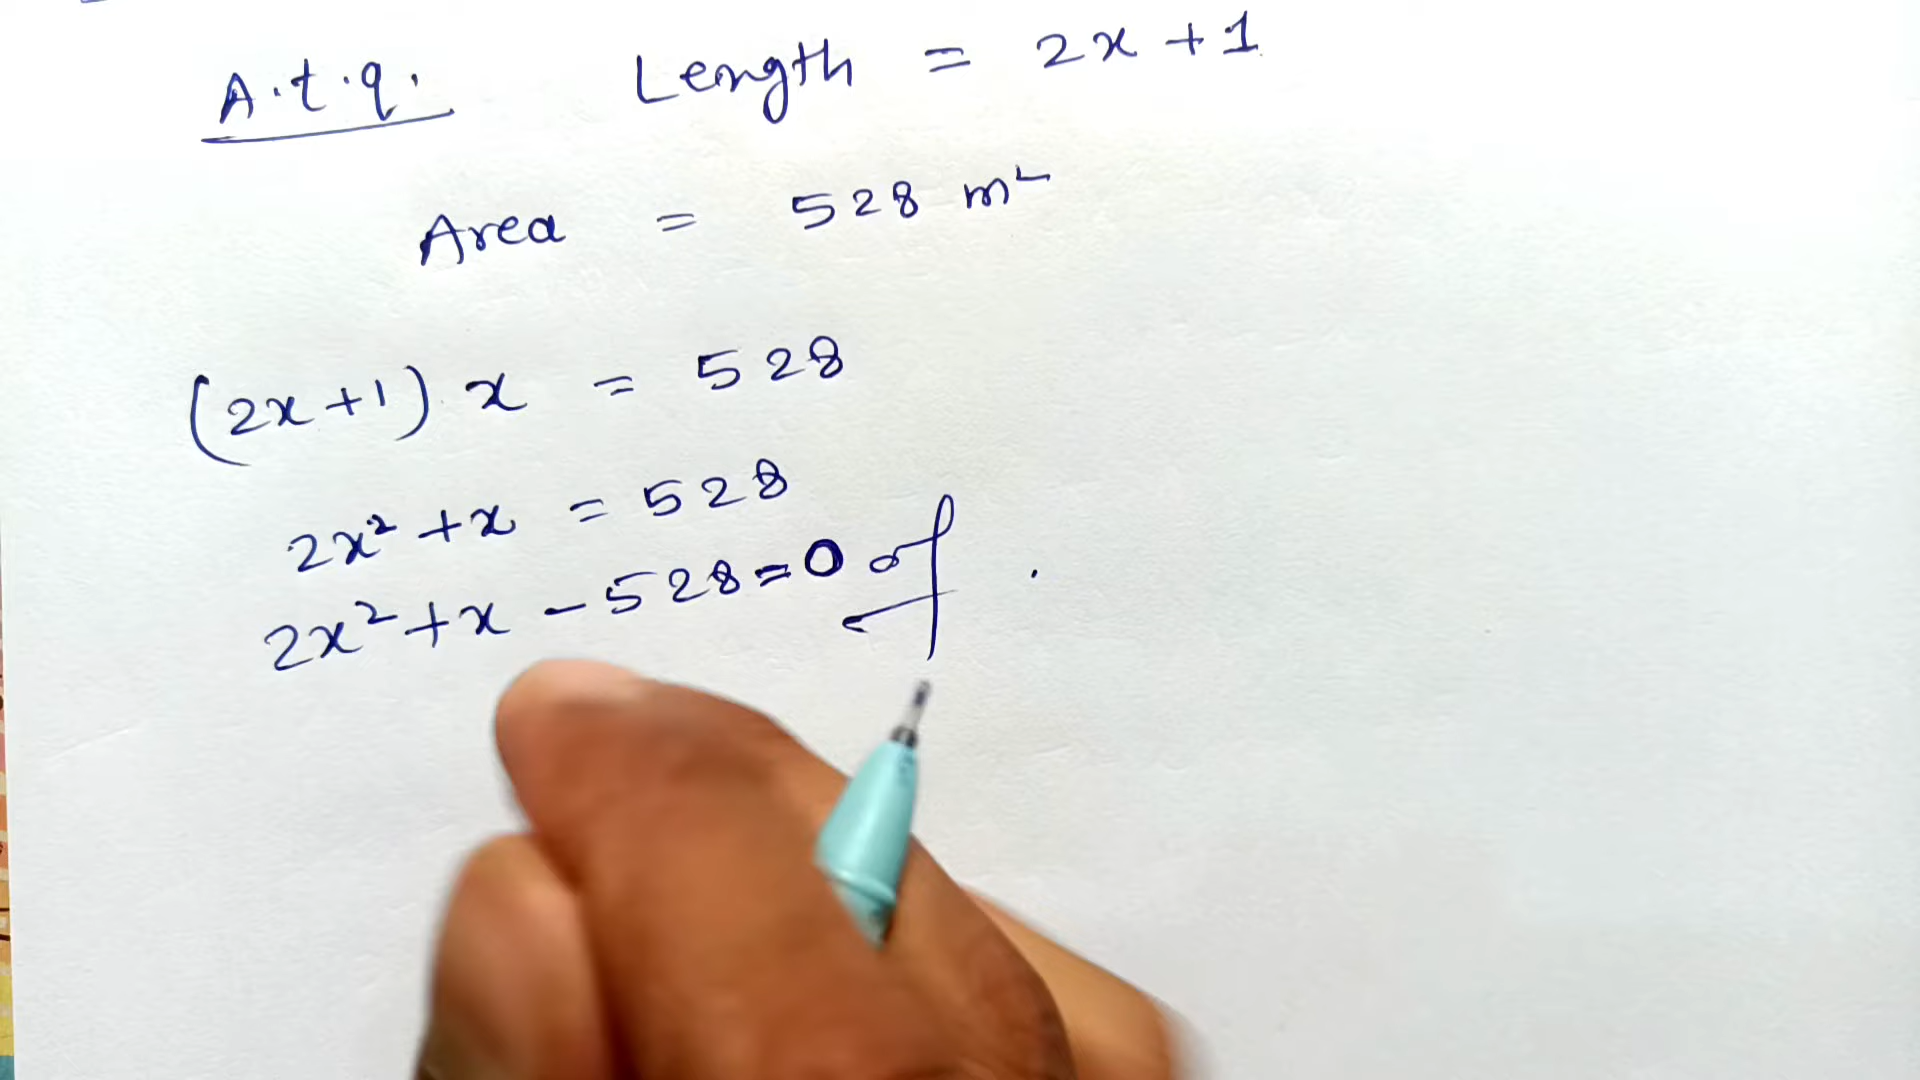 A.t.q. Length = 2x + 1
Area = 528 m²
(2x+1) x = 528
2x² + x = 528
2x² + x - 528 = 0